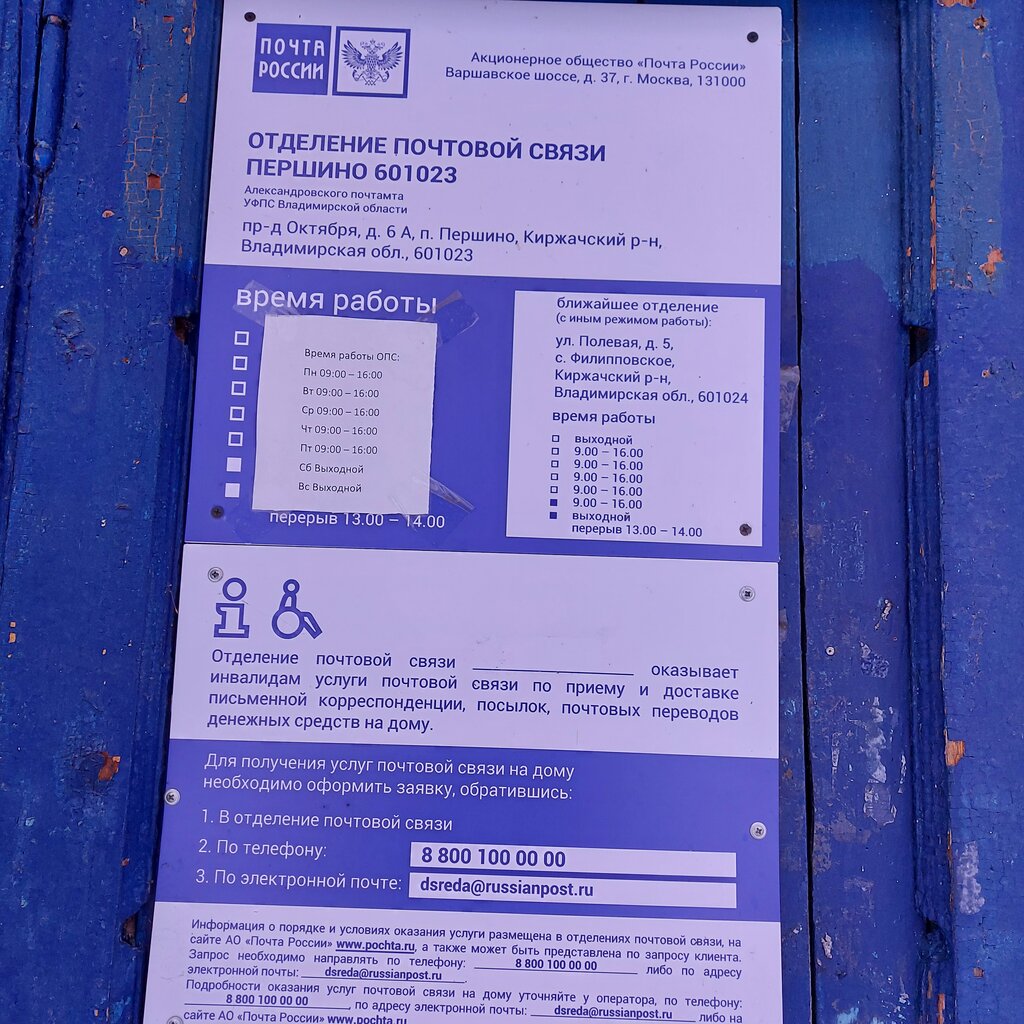 ПОЧТА
РОССИИ
Акционерное общество «Почта России»
Варшавское шоссе, д. 37, г. Москва, 131000
ОТДЕЛЕНИЕ ПОЧТОВОЙ СВЯЗИ
ПЕРШИНО 601023
Александровского почтамта
УФПС Владимирской области
пр-д Октября, д. 6 А, п. Першино, Киржачский р-н,
Владимирская обл., 601023
время работы
Время работы ОПС:
Пн 09:00 – 16:00
Вт 09:00 – 16:00
Ср 09:00 – 16:00
Чт 09:00 – 16:00
Пт 09:00 – 16:00
Сб Выходной
Вс Выходной
перерыв 13.00 – 14.00
ближайшее отделение
(с иным режимом работы):
ул. Полевая, д. 5,
с. Филипповское,
Киржачский р-н,
Владимирская обл., 601024
время работы
выходной
9.00 – 16.00
9.00 – 16.00
9.00 – 16.00
9.00 – 16.00
9.00 – 16.00
выходной
перерыв 13.00 – 14.00
Отделение почтовой связи _______________ оказывает
инвалидам услуги почтовой связи по приему и доставке
письменной корреспонденции, посылок, почтовых переводов
денежных средств на дому.
Для получения услуг почтовой связи на дому
необходимо оформить заявку, обратившись:
1. В отделение почтовой связи
2. По телефону: 8 800 100 00 00
3. По электронной почте: dsreda@russianpost.ru
Информация о порядке и условиях оказания услуги размещена в отделениях почтовой связи, на
сайте АО «Почта России» www.pochta.ru, а также может быть представлена по запросу клиента.
Запрос необходимо направлять по телефону: 8 800 100 00 00 либо по адресу
электронной почты: dsreda@russianpost.ru.
Подробности оказания услуг почтовой связи на дому уточняйте у оператора, по телефону:
8 800 100 00 00, по адресу электронной почты: dsreda@russianpost.ru либо на
сайте АО «Почта России» www.pochta.ru